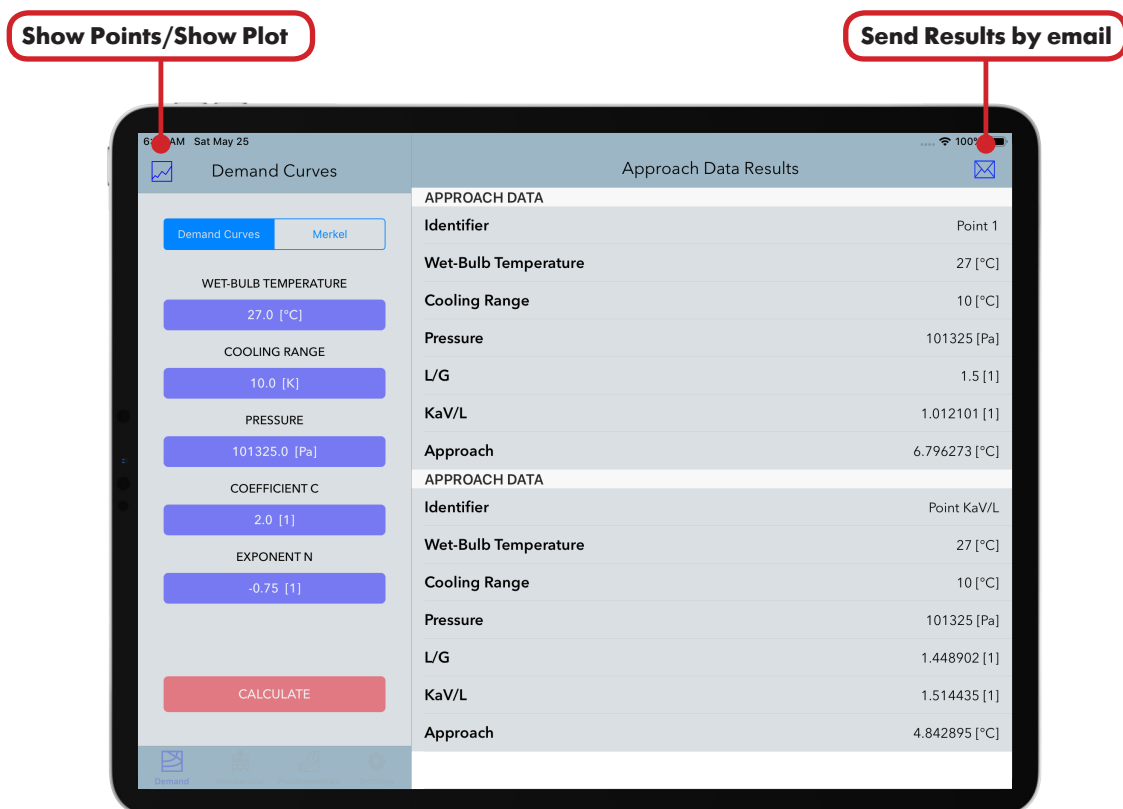 Show Points/Show Plot
Send Results by email
AM Sat May 25
100%
Demand Curves
Approach Data Results
Demand Curves Merkel
WET-BULB TEMPERATURE
27.0 [°C]
COOLING RANGE
10.0 [K]
PRESSURE
101325.0 [Pa]
COEFFICIENT C
2.0 [1]
EXPONENT N
-0.75 [1]
CALCULATE
Demand
APPROACH DATA
Identifier Point 1
Wet-Bulb Temperature 27 [°C]
Cooling Range 10 [°C]
Pressure 101325 [Pa]
L/G 1.5 [1]
KaV/L 1.012101 [1]
Approach 6.796273 [°C]
APPROACH DATA
Identifier Point KaV/L
Wet-Bulb Temperature 27 [°C]
Cooling Range 10 [°C]
Pressure 101325 [Pa]
L/G 1.448902 [1]
KaV/L 1.514435 [1]
Approach 4.842895 [°C]